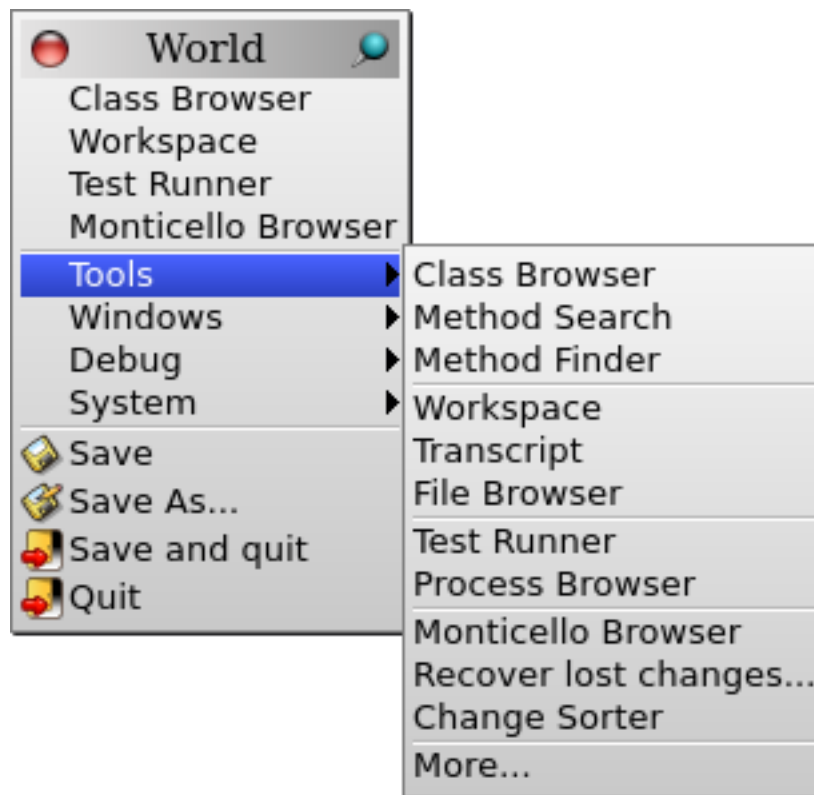 World
Class Browser
Workspace
Test Runner
Monticello Browser
Tools
Windows
Debug
System
Save
Save As...
Save and quit
Quit
Class Browser
Method Search
Method Finder
Workspace
Transcript
File Browser
Test Runner
Process Browser
Monticello Browser
Recover lost changes...
Change Sorter
More...